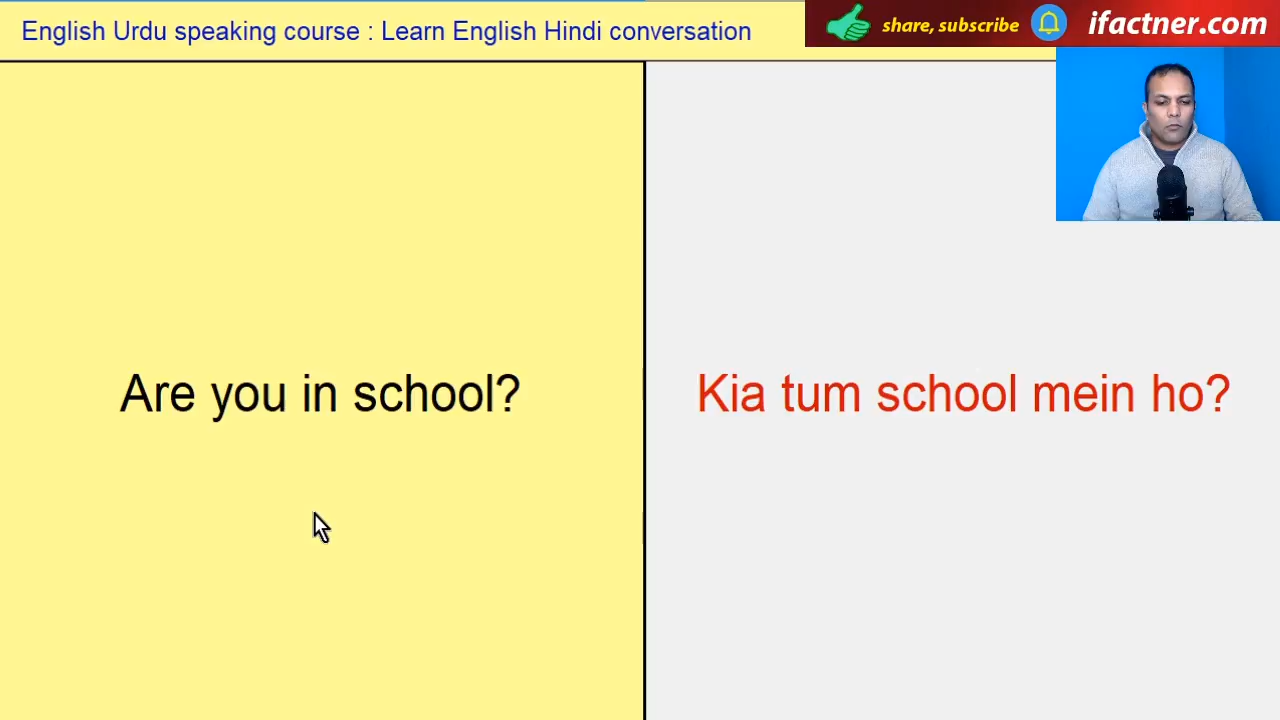 English Urdu speaking course : Learn English Hindi conversation
share, subscribe
ifactner.com
Are you in school?
Kia tum school mein ho?